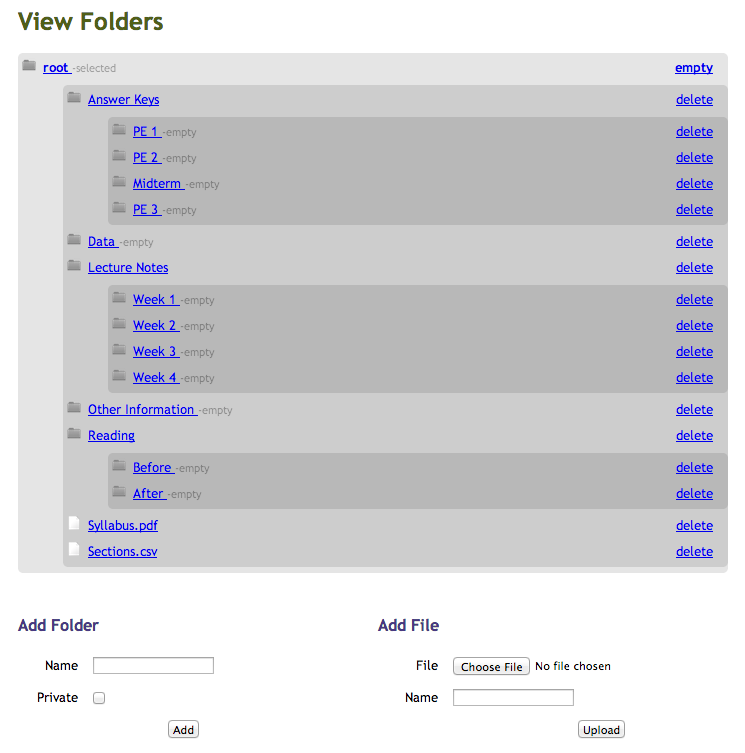 View Folders
root -selected empty
Answer Keys delete
PE 1 -empty delete
PE 2 -empty delete
Midterm -empty delete
PE 3 -empty delete
Data -empty delete
Lecture Notes delete
Week 1 -empty delete
Week 2 -empty delete
Week 3 -empty delete
Week 4 -empty delete
Other Information -empty delete
Reading delete
Before -empty delete
After -empty delete
Syllabus.pdf delete
Sections.csv delete
Add Folder
Name
Private
Add
Add File
File Choose File No file chosen
Name
Upload